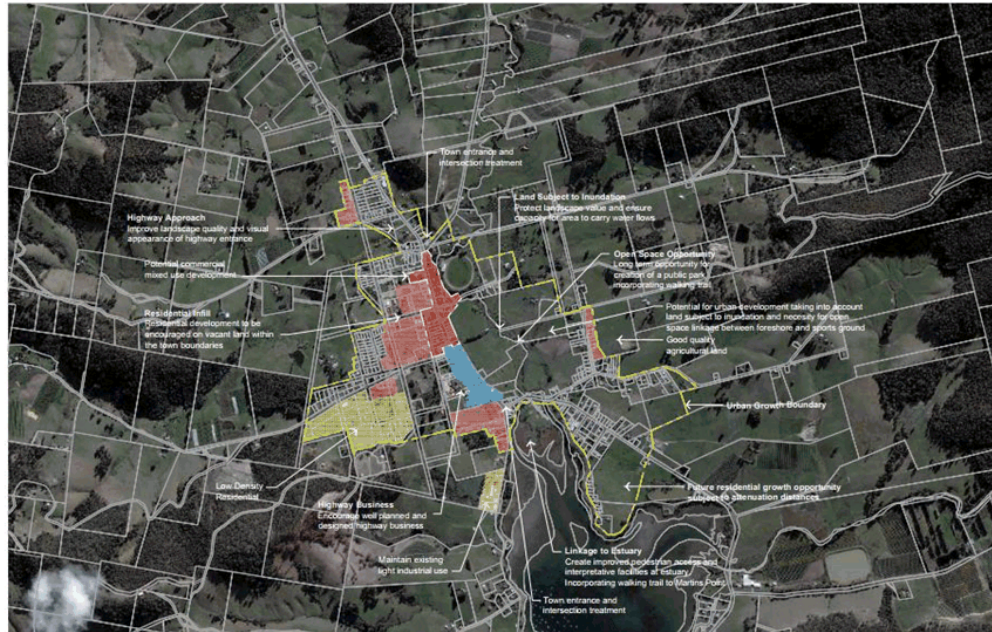 Town entrance and
intersection treatment
Land Subject to Inundation
Protect landscape value and ensure
capacity for area to carry water flows
Highway Approach
Improve landscape quality and visual
appearance of highway entrance
Open Space Opportunity
Long term opportunity for
creation of a public park,
incorporating walking trail
Potential commercial
mixed use development
Residential Infill
Residential development to be
encouraged on vacant land within
the town boundaries
Potential for urban development taking into account
land subject to inundation and necesity for open
space linkage between foreshore and sports ground
Good quality
agricultural land
Urban Growth Boundary
Low Density
Residential
Future residential growth opportunity
subject to attenuation distances
Highway Business
Encourage well planned and
designed highway business
Maintain existing
light industrial use
Linkage to Estuary
Create improved pedestrian access and
interpretative facilities at estuary
Incorporating walking trail to Martins Point
Town entrance and
intersection treatment